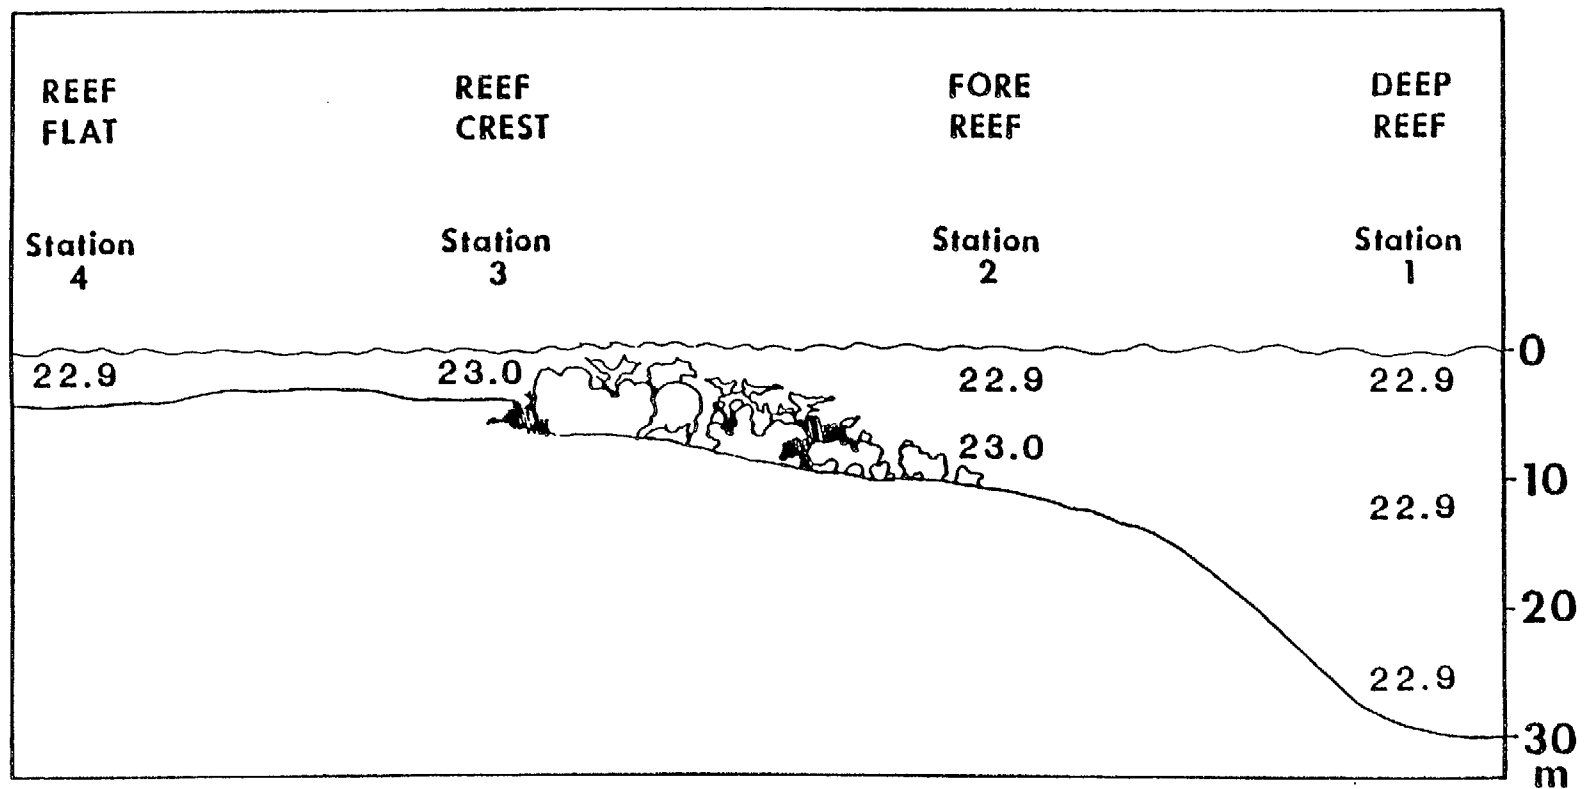 REEF FLAT
REEF CREST
FORE REEF
DEEP REEF
Station 4
Station 3
Station 2
Station 1
0
22.9
23.0
22.9
22.9
23.0
10
22.9
20
22.9
30
m